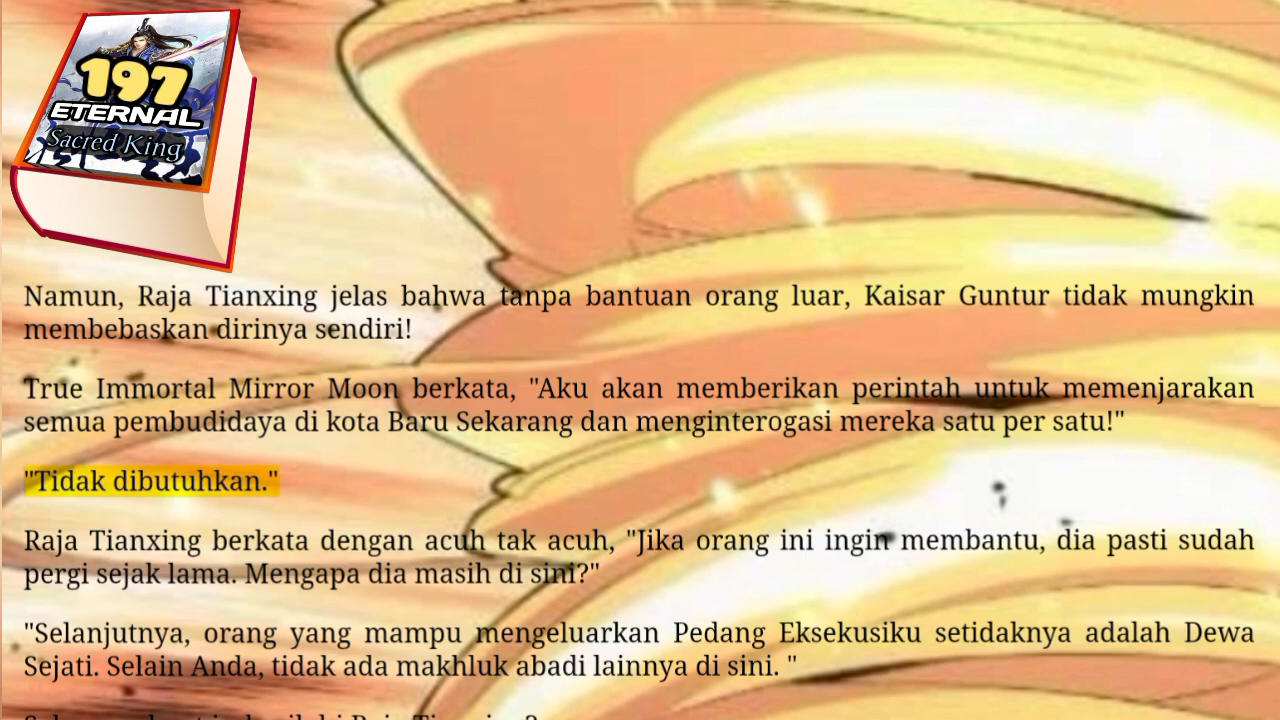 197
ETERNAL
Sacred King
Namun, Raja Tianxing jelas bahwa tanpa bantuan orang luar, Kaisar Guntur tidak mungkin
membebaskan dirinya sendiri!
True Immortal Mirror Moon berkata, "Aku akan memberikan perintah untuk memenjarakan
semua pembudidaya di kota Baru Sekarang dan menginterogasi mereka satu per satu!"
"Tidak dibutuhkan."
Raja Tianxing berkata dengan acuh tak acuh, "Jika orang ini ingin membantu, dia pasti sudah
pergi sejak lama. Mengapa dia masih di sini?"
"Selanjutnya, orang yang mampu mengeluarkan Pedang Eksekusiku setidaknya adalah Dewa
Sejati. Selain Anda, tidak ada makhluk abadi lainnya di sini. "